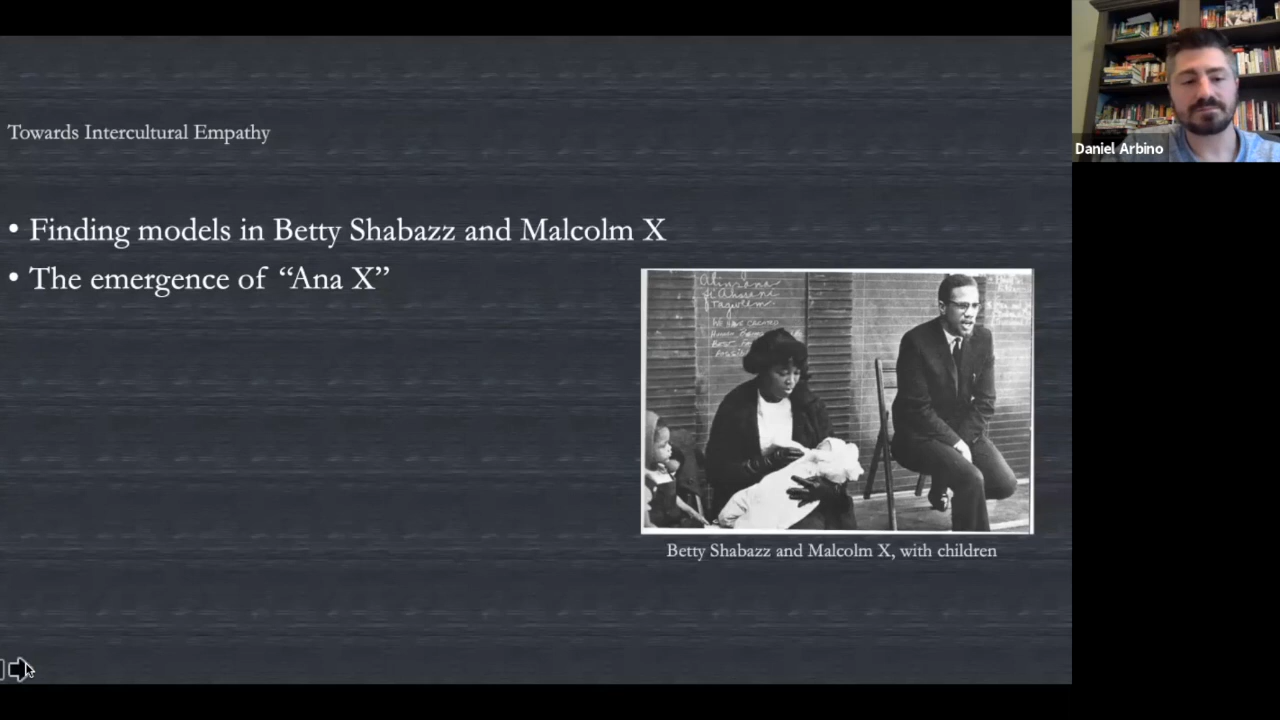 Towards Intercultural Empathy
• Finding models in Betty Shabazz and Malcolm X
• The emergence of “Ana X”
Betty Shabazz and Malcolm X, with children
Daniel Arbino